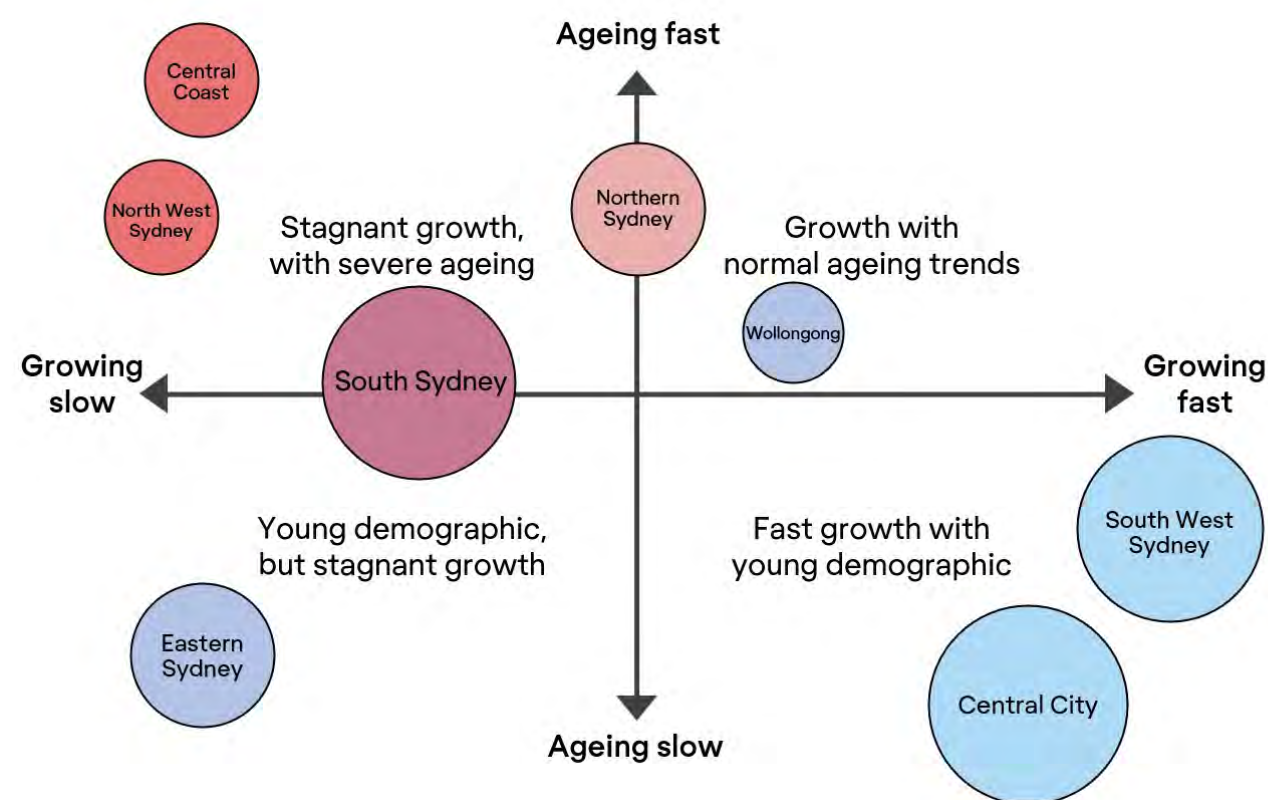 Ageing fast
Central
Coast
Northern
Sydney
North West
Sydney
Stagnant growth,
with severe ageing
Growth with
normal ageing trends
Wollongong
Growing
slow
South Sydney
Growing
fast
South West
Sydney
Young demographic,
but stagnant growth
Fast growth with
young demographic
Eastern
Sydney
Central City
Ageing slow